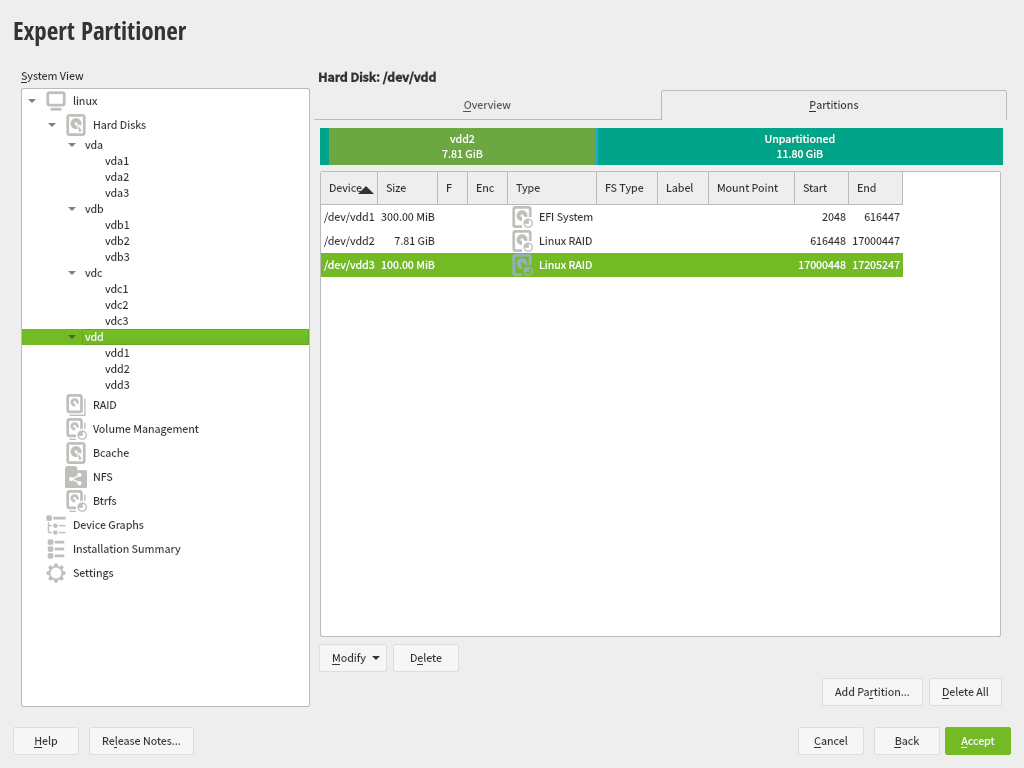 Expert Partitioner
System View
linux
Hard Disks
vda
vda1
vda2
vda3
vdb
vdb1
vdb2
vdb3
vdc
vdc1
vdc2
vdc3
vdd
vdd1
vdd2
vdd3
RAID
Volume Management
Bcache
NFS
Btrfs
Device Graphs
Installation Summary
Settings
Hard Disk: /dev/vdd
Overview Partitions
vdd2 Unpartitioned
7.81 GiB 11.80 GiB
Device Size F Enc Type FS Type Label Mount Point Start End
/dev/vdd1 300.00 MiB EFI System 2048 616447
/dev/vdd2 7.81 GiB Linux RAID 616448 17000447
/dev/vdd3 100.00 MiB Linux RAID 17000448 17205247
Modify Delete
Add Partition... Delete All
Help Release Notes... Cancel Back Accept